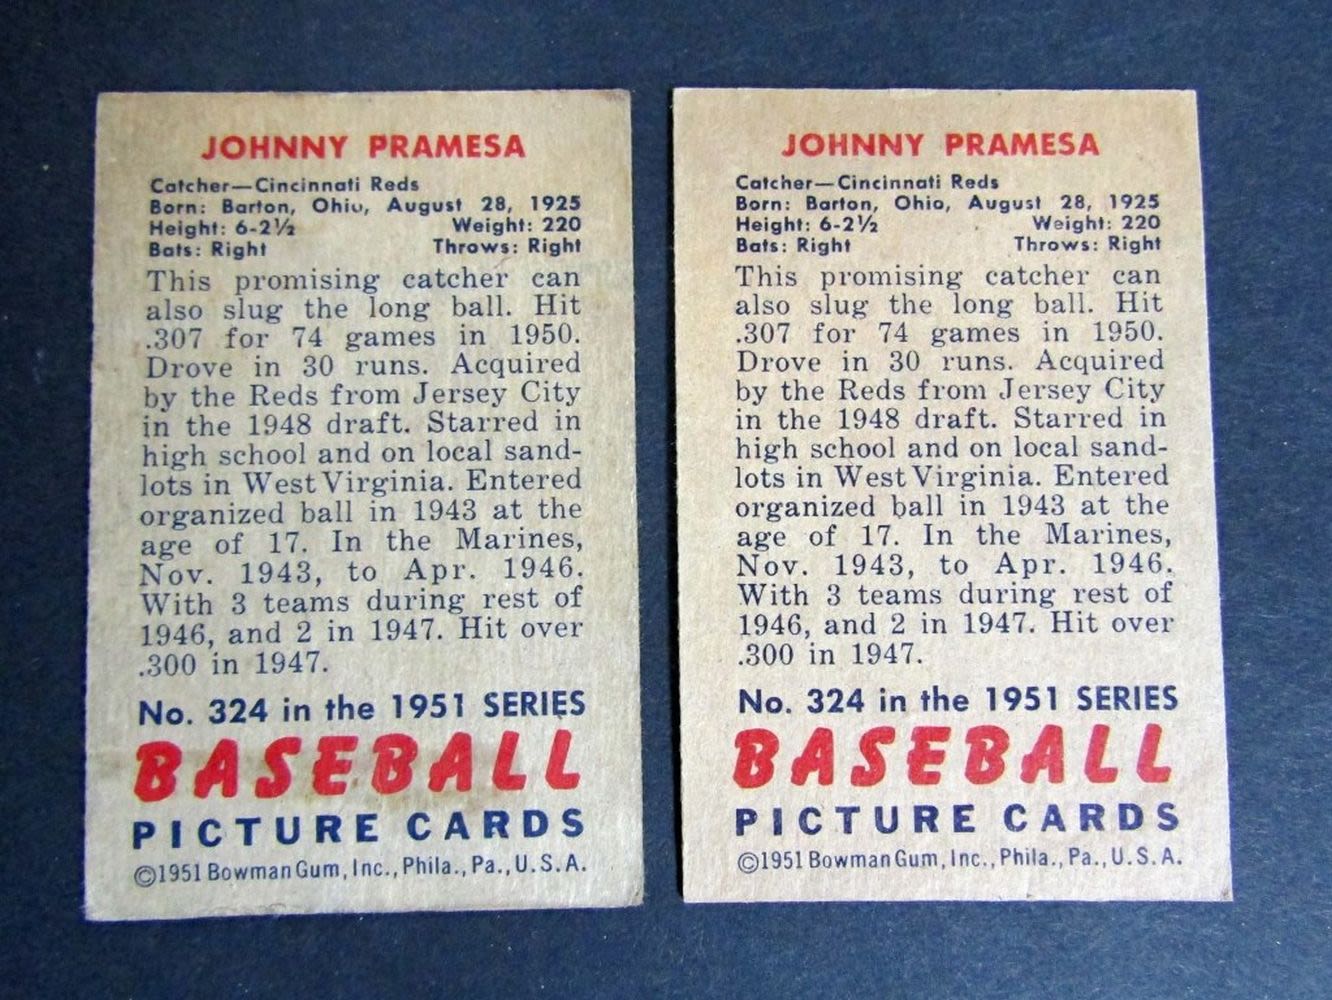 JOHNNY PRAMESA
Catcher—Cincinnati Reds
Born: Barton, Ohio, August 28, 1925
Height: 6-2½ Weight: 220
Bats: Right Throws: Right
This promising catcher can
also slug the long ball. Hit
.307 for 74 games in 1950.
Drove in 30 runs. Acquired
by the Reds from Jersey City
in the 1948 draft. Starred in
high school and on local sand-
lots in West Virginia. Entered
organized ball in 1943 at the
age of 17. In the Marines,
Nov. 1943, to Apr. 1946.
With 3 teams during rest of
1946, and 2 in 1947. Hit over
.300 in 1947.
No. 324 in the 1951 SERIES
BASEBALL
PICTURE CARDS
©1951 Bowman Gum, Inc., Phila., Pa., U.S.A.
JOHNNY PRAMESA
Catcher—Cincinnati Reds
Born: Barton, Ohio, August 28, 1925
Height: 6-2½ Weight: 220
Bats: Right Throws: Right
This promising catcher can
also slug the long ball. Hit
.307 for 74 games in 1950.
Drove in 30 runs. Acquired
by the Reds from Jersey City
in the 1948 draft. Starred in
high school and on local sand-
lots in West Virginia. Entered
organized ball in 1943 at the
age of 17. In the Marines,
Nov. 1943, to Apr. 1946.
With 3 teams during rest of
1946, and 2 in 1947. Hit over
.300 in 1947.
No. 324 in the 1951 SERIES
BASEBALL
PICTURE CARDS
©1951 Bowman Gum, Inc., Phila., Pa., U.S.A.